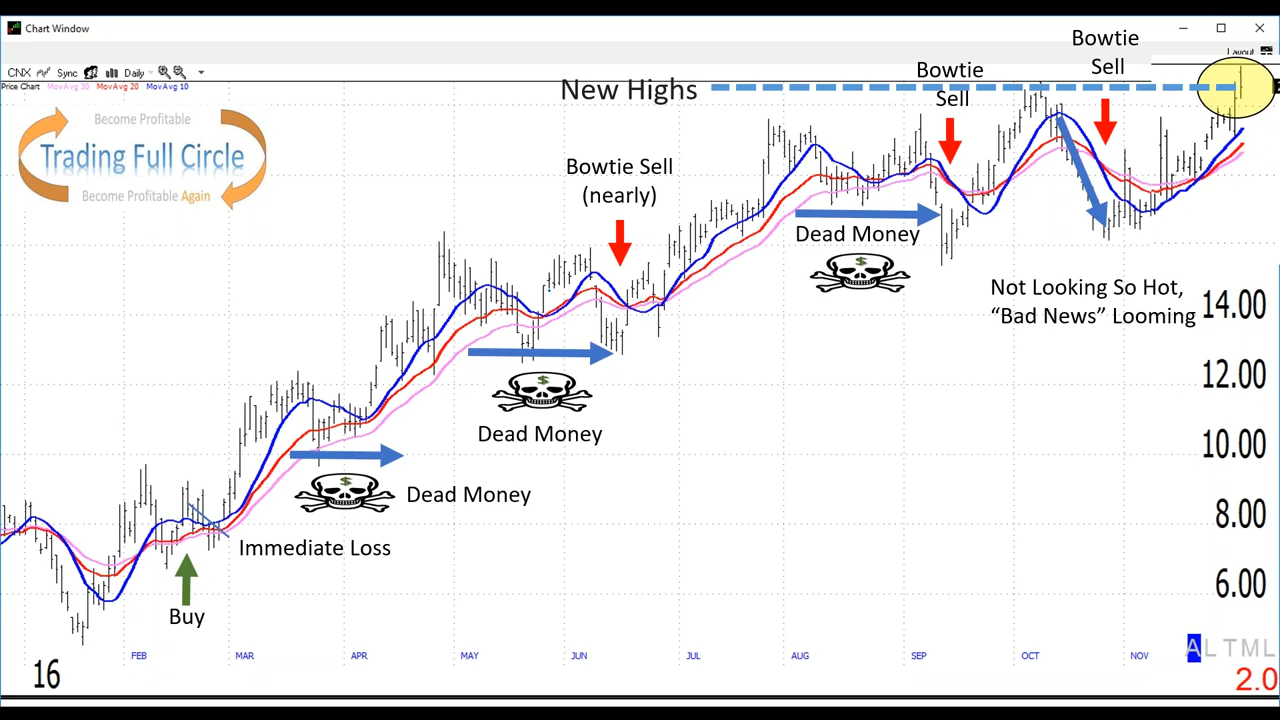 Chart Window
Layout
CNX Sync Daily
Price Chart MovAvg 30 MovAvg 20 MovAvg 10
Become Profitable
Trading Full Circle
Become Profitable Again
New Highs
Bowtie
Sell
Bowtie
Sell
Bowtie Sell
(nearly)
Dead Money
$
Not Looking So Hot,
“Bad News” Looming
$
Dead Money
$
Dead Money
Immediate Loss
Buy
14.00
12.00
10.00
8.00
6.00
FEB MAR APR MAY JUN JUL AUG SEP OCT NOV
16
A L T M L
2.0